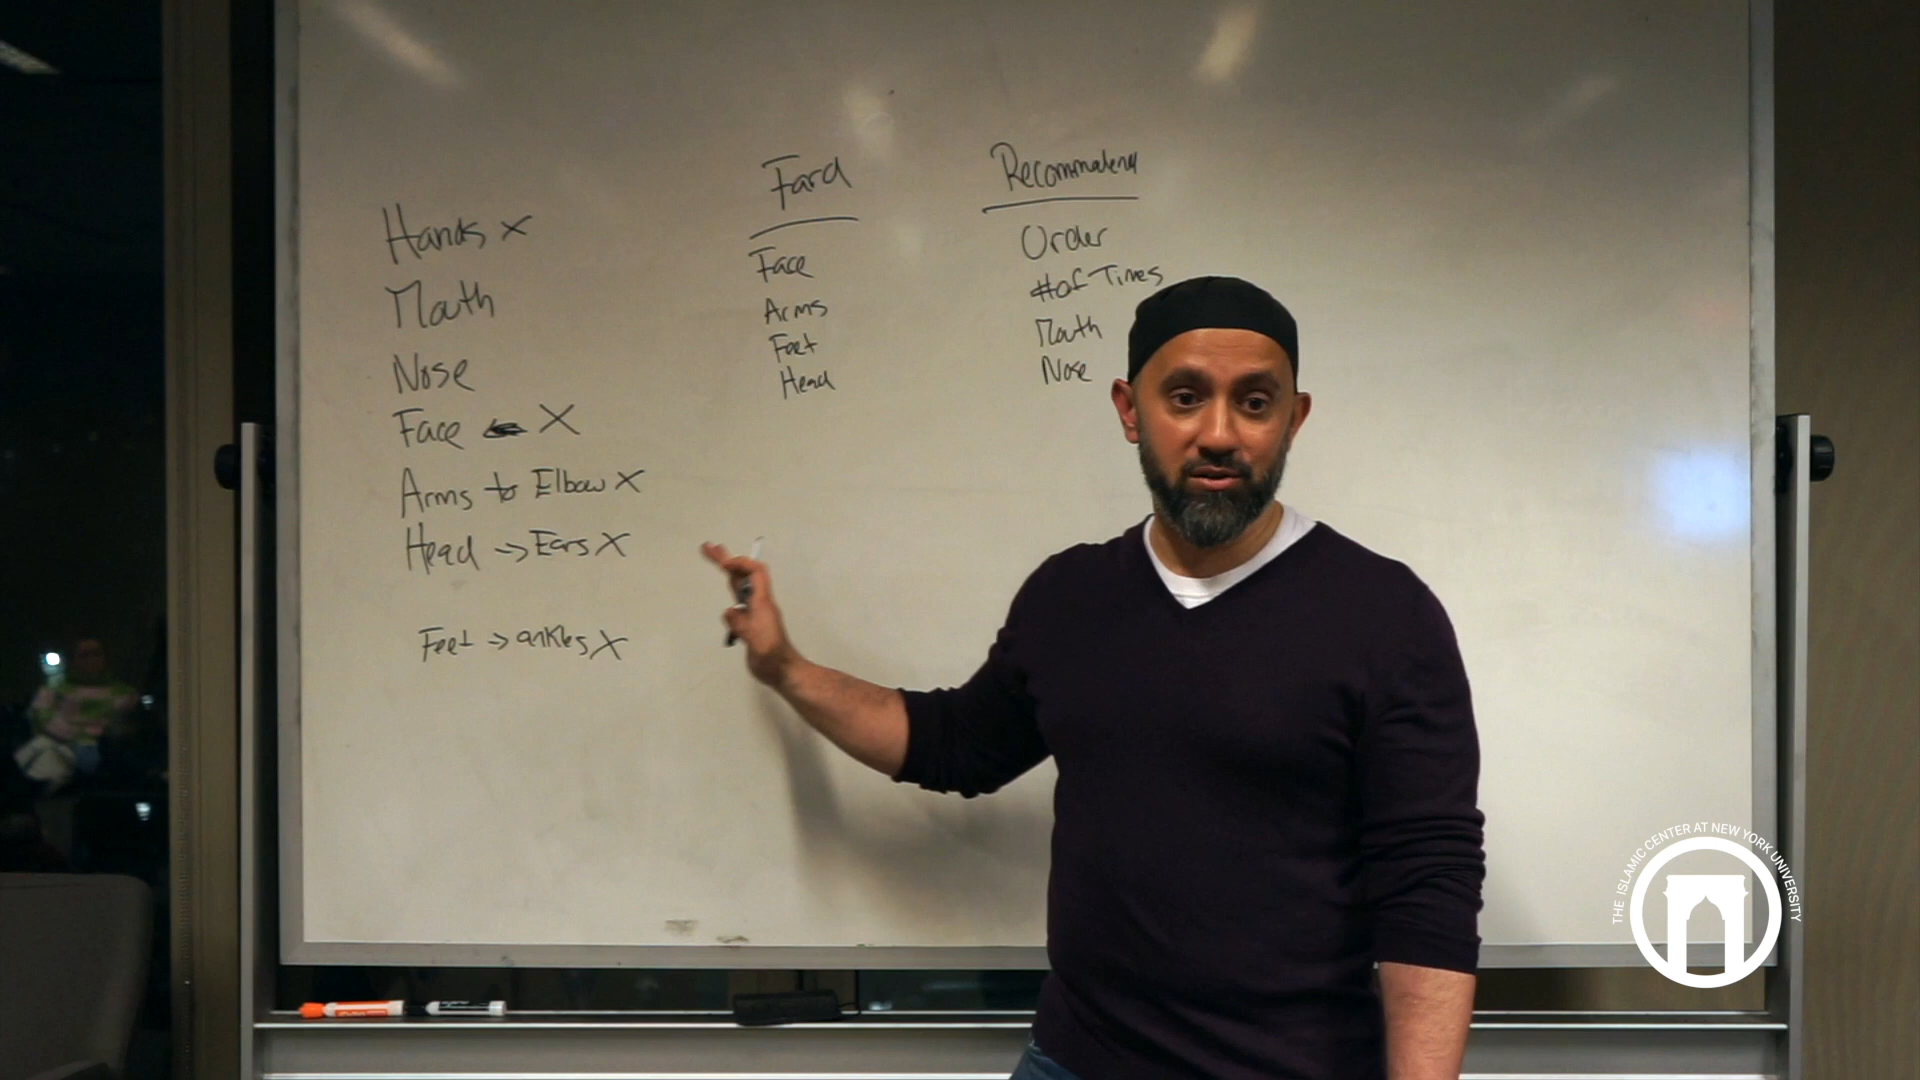 Hands x
Mouth
Nose
Face X
Arms to Elbow X
Head -> Ears X
Feet -> ankles X
Fard
Face
Arms
Feet
Head
Recommended
Order
# of Times
Mouth
Nose
THE ISLAMIC CENTER AT NEW YORK UNIVERSITY